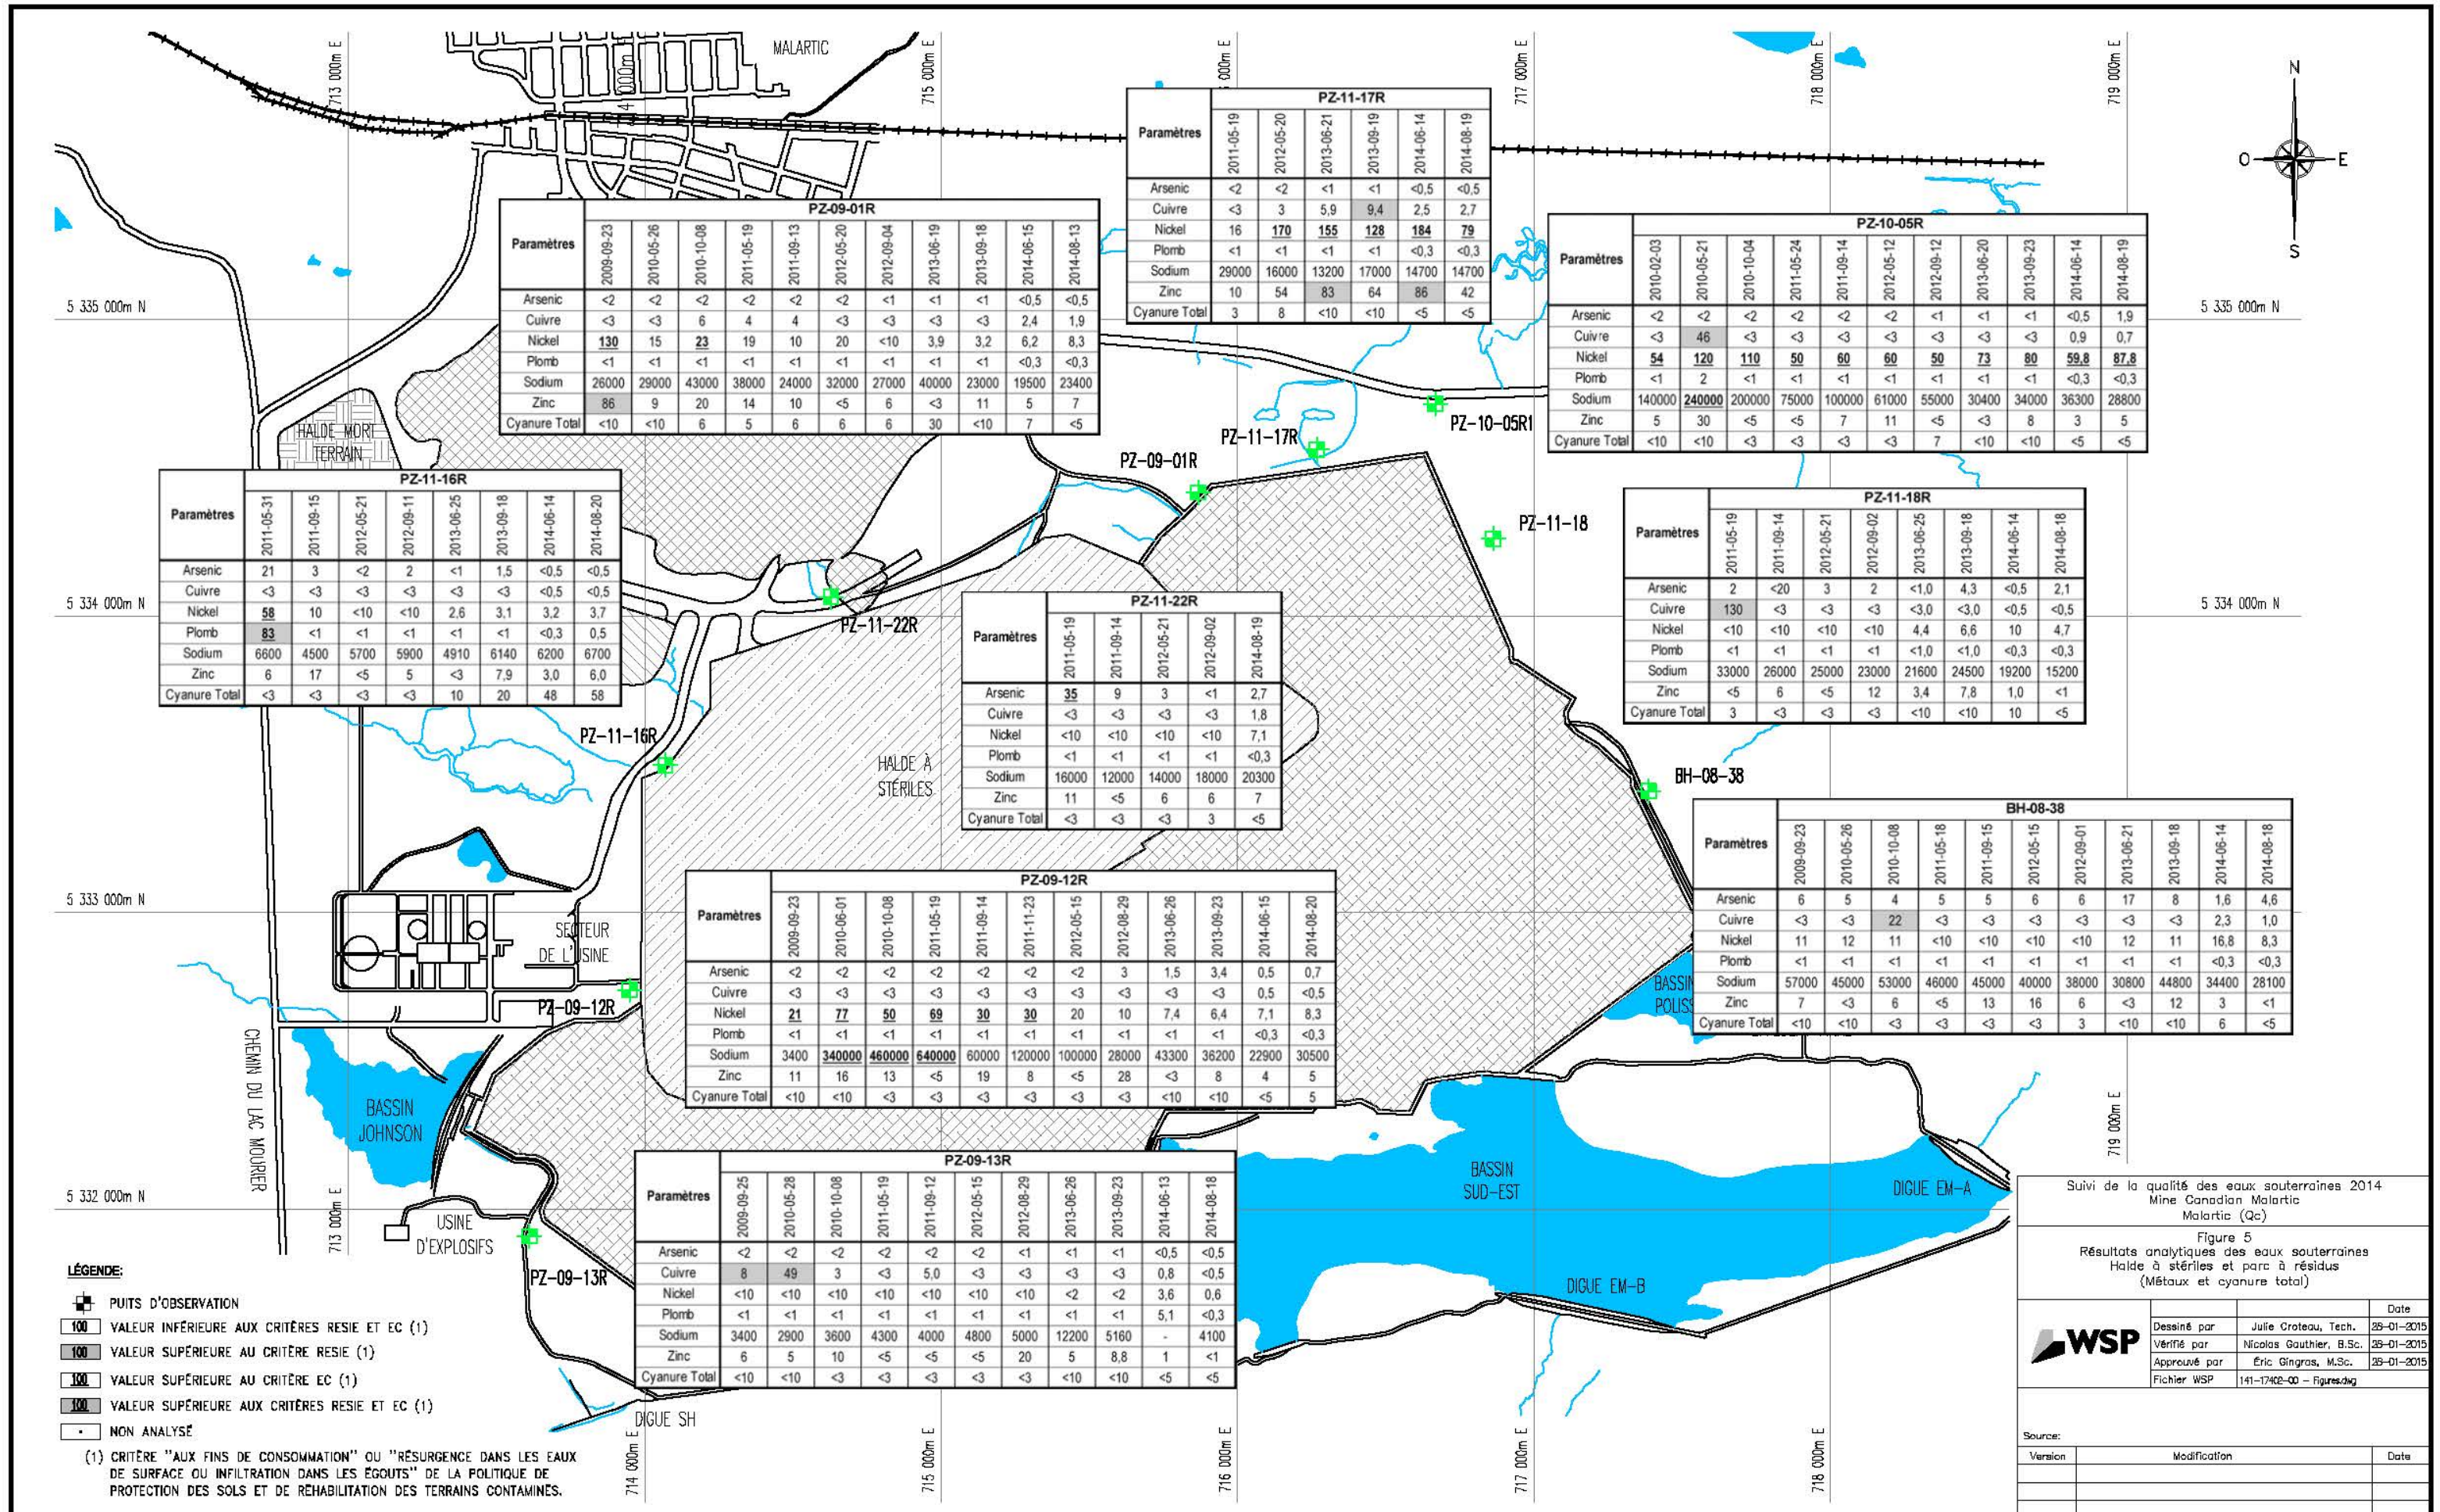 MALARTIC
713 000m E
000m E
715 000m E
000m E
717 000m E
718 000m E
719 000m E
N
O E
S
PZ-11-17R
Paramètres 2011-05-19 2012-05-20 2013-06-21 2013-09-19 2014-06-14 2014-08-19
Arsenic <2 <2 <1 <1 <0,5 <0,5
Cuivre <3 3 5,9 9,4 2,5 2,7
Nickel 16 170 155 128 184 79
Plomb <1 <1 <1 <1 <0,3 <0,3
Sodium 29000 16000 13200 17000 14700 14700
Zinc 10 54 83 64 86 42
Cyanure Total 3 8 <10 <10 <5 <5
PZ-09-01R
Paramètres 2009-09-23 2010-05-26 2010-10-08 2011-05-19 2011-09-13 2012-05-20 2012-09-04 2013-06-19 2013-09-18 2014-06-15 2014-08-13
Arsenic <2 <2 <2 <2 <2 <2 <1 <1 <1 <0,5 <0,5
Cuivre <3 <3 6 4 4 <3 <3 <3 <3 2,4 1,9
Nickel 130 15 23 19 10 20 <10 3,9 3,2 6,2 8,3
Plomb <1 <1 <1 <1 <1 <1 <1 <1 <1 <0,3 <0,3
Sodium 26000 29000 43000 38000 24000 32000 27000 40000 23000 19500 23400
Zinc 86 9 20 14 10 <5 6 <3 11 5 7
Cyanure Total <10 <10 6 5 6 6 6 30 <10 7 <5
PZ-10-05R
Paramètres 2010-02-03 2010-05-21 2010-10-04 2011-05-24 2011-09-14 2012-05-12 2012-09-12 2013-06-20 2013-09-23 2014-06-14 2014-08-19
Arsenic <2 <2 <2 <2 <2 <2 <1 <1 <1 <0,5 1,9
Cuivre <3 46 <3 <3 <3 <3 <3 <3 <3 0,9 0,7
Nickel 54 120 110 50 60 60 50 73 80 59,8 87,8
Plomb <1 2 <1 <1 <1 <1 <1 <1 <1 <0,3 <0,3
Sodium 140000 240000 200000 75000 100000 61000 55000 30400 34000 36300 28800
Zinc 5 30 <5 <5 7 11 <5 <3 8 3 5
Cyanure Total <10 <10 <3 <3 <3 <3 7 <10 <10 <5 <5
5 335 000m N
5 335 000m N
HALDE MORT
TERRAIN
PZ-10-05R1
PZ-11-17R
PZ-09-01R
PZ-11-18
PZ-11-16R
Paramètres 2011-05-31 2011-09-15 2012-05-21 2012-09-11 2013-06-25 2013-09-18 2014-06-14 2014-08-20
Arsenic 21 3 <2 2 <1 1,5 <0,5 <0,5
Cuivre <3 <3 <3 <3 <3 <3 <0,5 <0,5
Nickel 58 10 <10 <10 2,6 3,1 3,2 3,7
Plomb 83 <1 <1 <1 <1 <1 <0,3 0,5
Sodium 6600 4500 5700 5900 4910 6140 6200 6700
Zinc 6 17 <5 5 <3 7,9 3,0 6,0
Cyanure Total <3 <3 <3 <3 10 20 48 58
PZ-11-18R
Paramètres 2011-05-19 2011-09-14 2012-05-21 2012-09-02 2013-06-25 2013-09-18 2014-06-14 2014-08-18
Arsenic 2 <20 3 2 <1,0 4,3 <0,5 2,1
Cuivre 130 <3 <3 <3 <3,0 <3,0 <0,5 <0,5
Nickel <10 <10 <10 <10 4,4 6,6 10 4,7
Plomb <1 <1 <1 <1 <1,0 <1,0 <0,3 <0,3
Sodium 33000 26000 25000 23000 21600 24500 19200 15200
Zinc <5 6 <5 12 3,4 7,8 1,0 <1
Cyanure Total 3 <3 <3 <3 <10 <10 10 <5
5 334 000m N
5 334 000m N
PZ-11-22R
PZ-11-22R
Paramètres 2011-05-19 2011-09-14 2012-05-21 2012-09-02 2014-08-19
Arsenic 35 9 3 <1 2,7
Cuivre <3 <3 <3 <3 1,8
Nickel <10 <10 <10 <10 7,1
Plomb <1 <1 <1 <1 <0,3
Sodium 16000 12000 14000 18000 20300
Zinc 11 <5 6 6 7
Cyanure Total <3 <3 <3 3 <5
PZ-11-16R
HALDE À
STÉRILES
BH-08-38
BH-08-38
Paramètres 2009-09-23 2010-05-26 2010-10-08 2011-05-18 2011-09-15 2012-05-15 2012-09-01 2013-06-21 2013-09-18 2014-06-14 2014-08-18
Arsenic 6 5 4 5 5 6 6 17 8 1,6 4,6
Cuivre <3 <3 22 <3 <3 <3 <3 <3 <3 2,3 1,0
Nickel 11 12 11 <10 <10 <10 <10 12 11 16,8 8,3
Plomb <1 <1 <1 <1 <1 <1 <1 <1 <1 <0,3 <0,3
Sodium 57000 45000 53000 46000 45000 40000 38000 30800 44800 34400 28100
Zinc 7 <3 6 <5 13 16 6 <3 12 3 <1
Cyanure Total <10 <10 <3 <3 <3 <3 3 <10 <10 6 <5
5 333 000m N
SECTEUR
DE L'USINE
PZ-09-12R
PZ-09-12R
Paramètres 2009-09-23 2010-06-01 2010-10-08 2011-05-19 2011-09-14 2011-11-23 2012-05-15 2012-08-29 2013-06-26 2013-09-23 2014-06-15 2014-08-20
Arsenic <2 <2 <2 <2 <2 <2 <2 3 1,5 3,4 0,5 0,7
Cuivre <3 <3 <3 <3 <3 <3 <3 <3 <3 <3 0,5 <0,5
Nickel 21 77 50 69 30 30 20 10 7,4 6,4 7,1 8,3
Plomb <1 <1 <1 <1 <1 <1 <1 <1 <1 <1 <0,3 <0,3
Sodium 3400 340000 460000 640000 60000 120000 100000 28000 43300 36200 22900 30500
Zinc 11 16 13 <5 19 8 <5 28 <3 8 4 5
Cyanure Total <10 <10 <3 <3 <3 <3 <3 <3 <10 <10 <5 5
BASSIN
POLISS
CHEMIN DU LAC MOURIER
BASSIN
JOHNSON
5 332 000m N
713 000m E
719 000m E
USINE
D'EXPLOSIFS
PZ-09-13R
PZ-09-13R
Paramètres 2009-09-25 2010-05-28 2010-10-08 2011-05-19 2011-09-12 2012-05-15 2012-08-29 2013-06-26 2013-09-23 2014-06-13 2014-08-18
Arsenic <2 <2 <2 <2 <2 <2 <1 <1 <1 <0,5 <0,5
Cuivre 8 49 3 <3 5,0 <3 <3 <3 <3 0,8 <0,5
Nickel <10 <10 <10 <10 <10 <10 <10 <2 <2 3,6 0,6
Plomb <1 <1 <1 <1 <1 <1 <1 <1 <1 5,1 <0,3
Sodium 3400 2900 3600 4300 4000 4800 5000 12200 5160 - 4100
Zinc 6 5 10 <5 <5 <5 20 5 8,8 1 <1
Cyanure Total <10 <10 <3 <3 <3 <3 <3 <10 <10 <5 <5
BASSIN
SUD-EST
DIGUE EM-A
DIGUE EM-B
DIGUE SH
714 000m E
715 000m E
716 000m E
717 000m E
718 000m E
LÉGENDE:
PUITS D'OBSERVATION
100 VALEUR INFÉRIEURE AUX CRITÈRES RESIE ET EC (1)
100 VALEUR SUPÉRIEURE AU CRITÈRE RESIE (1)
100 VALEUR SUPÉRIEURE AU CRITÈRE EC (1)
100 VALEUR SUPÉRIEURE AUX CRITÈRES RESIE ET EC (1)
- NON ANALYSÉ
(1) CRITÈRE "AUX FINS DE CONSOMMATION" OU "RÉSURGENCE DANS LES EAUX
DE SURFACE OU INFILTRATION DANS LES ÉGOUTS" DE LA POLITIQUE DE
PROTECTION DES SOLS ET DE RÉHABILITATION DES TERRAINS CONTAMINÉS.
Suivi de la qualité des eaux souterraines 2014
Mine Canadian Malartic
Malartic (Qc)
Figure 5
Résultats analytiques des eaux souterraines
Halde à stériles et parc à résidus
(Métaux et cyanure total)
WSP
Date
Dessiné par Julie Croteau, Tech. 28-01-2015
Vérifié par Nicolas Gauthier, B.Sc. 28-01-2015
Approuvé par Éric Gingras, M.Sc. 28-01-2015
Fichier WSP 141-17402-00 - Figures.dwg
Source:
Version Modification Date